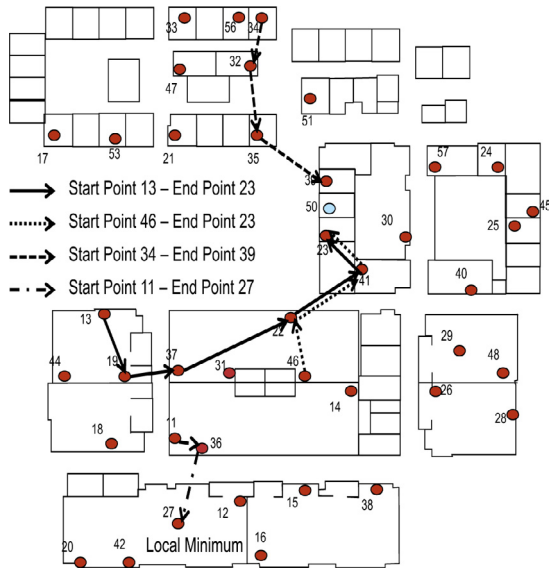 33 56 34
32
47
51
17 53 21 35
57 24
39
50
45
25
30
23
41
40
Start Point 13 – End Point 23
Start Point 46 – End Point 23
Start Point 34 – End Point 39
Start Point 11 – End Point 27
13
22
29
44 19 37 31 46
48
26
14
28
18 11
36
27 12 15 38
Local Minimum
16
20 42